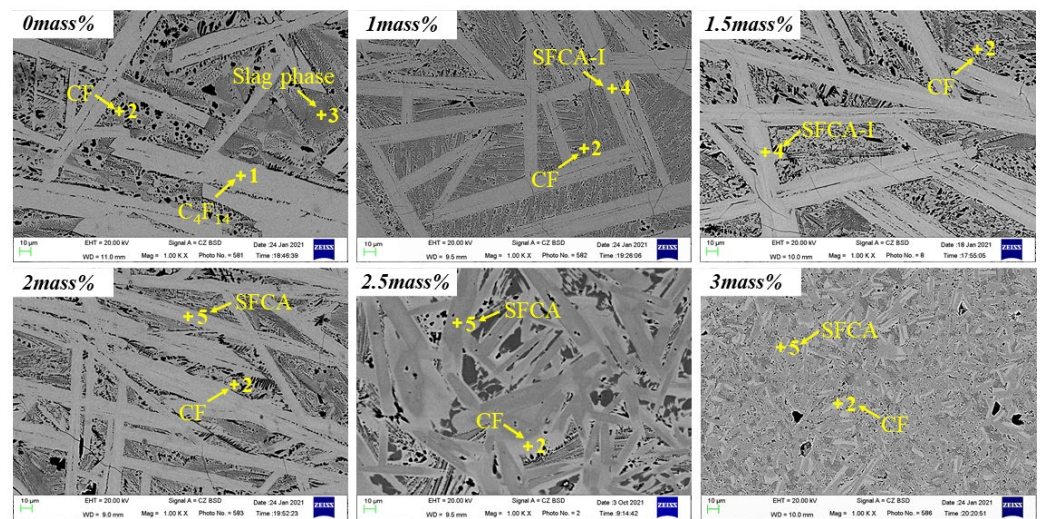 0mass%
CF
2
Slag phase
3
1
C₄F₁₄
10 μm
EHT = 20.00 kV
Signal A = CZ BSD
Date :24 Jan 2021
WD = 11.0 mm
Mag = 1.00 K X
Photo No. = 581
Time :18:48:39
ZEISS
1mass%
SFCA-I
4
2
CF
10 μm
EHT = 20.00 kV
Signal A = CZ BSD
Date :24 Jan 2021
WD = 9.5 mm
Mag = 1.00 K X
Photo No. = 582
Time :19:26:06
ZEISS
1.5mass%
2
CF
SFCA-I
4
10 μm
EHT = 20.00 kV
Signal A = CZ BSD
Date :18 Jan 2021
WD = 10.0 mm
Mag = 1.00 K X
Photo No. = 8
Time :17:55:05
ZEISS
2mass%
SFCA
5
2
CF
10 μm
EHT = 20.00 kV
Signal A = CZ BSD
Date :24 Jan 2021
WD = 9.0 mm
Mag = 1.00 K X
Photo No. = 583
Time :19:52:23
ZEISS
2.5mass%
SFCA
5
CF
2
10 μm
EHT = 20.00 kV
Signal A = CZ BSD
Date :3 Oct 2021
WD = 9.5 mm
Mag = 1.00 K X
Photo No. = 2
Time :9:14:42
ZEISS
3mass%
SFCA
5
2
CF
10 μm
EHT = 20.00 kV
Signal A = CZ BSD
Date :24 Jan 2021
WD = 10.0 mm
Mag = 1.00 K X
Photo No. = 586
Time :20:20:51
ZEISS